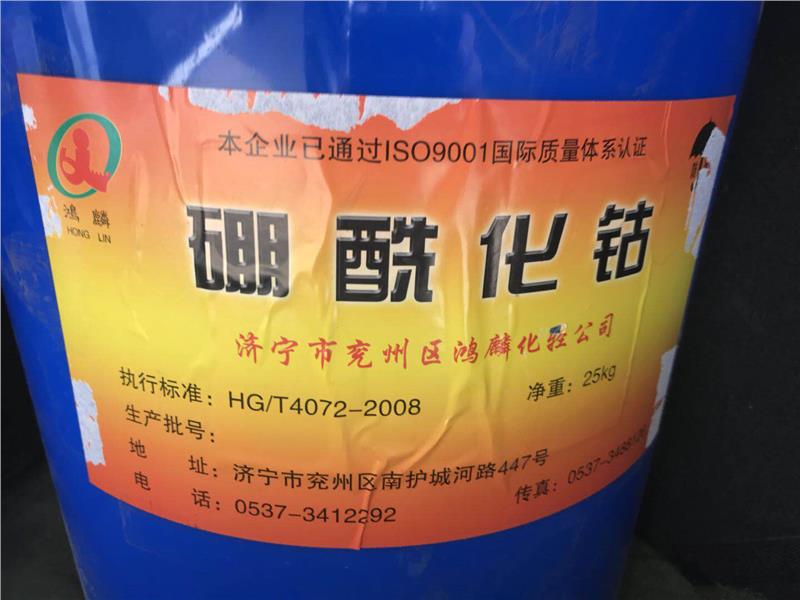 本企业已通过ISO9001国际质量体系认证
鸿麟
HONG LIN
硼酰化钴
济宁市兖州区鸿麟化轻公司
执行标准：HG/T4072-2008
净重：25kg
生产批号：
地 址：济宁市兖州区南护城河路447号
电 话：0537-3412292
传真：